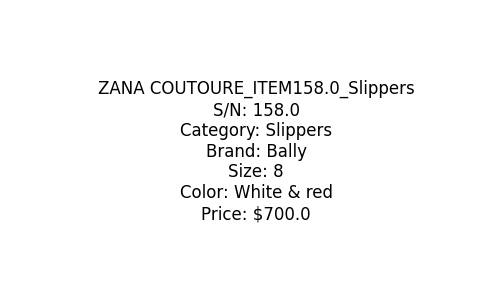 ZANA COUTOURE_ITEM158.0_Slippers
S/N: 158.0
Category: Slippers
Brand: Bally
Size: 8
Color: White & red
Price: $700.0